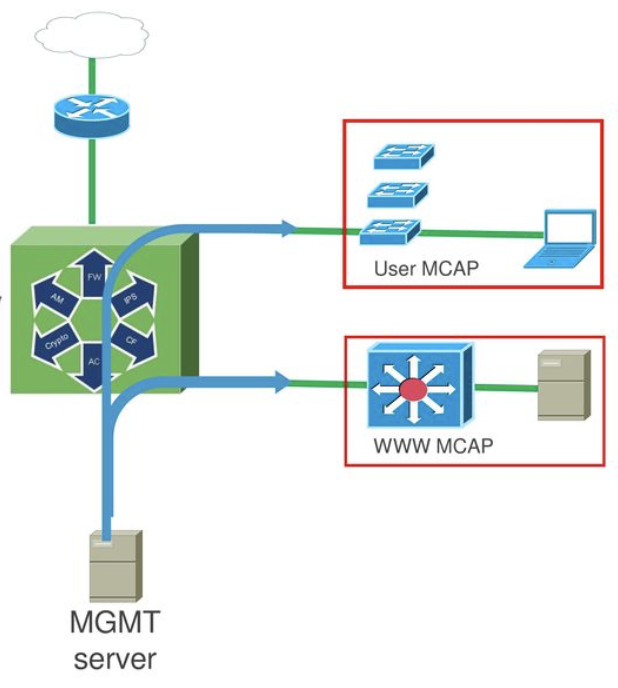 FW
AM
IPS
Crypto
CF
AC
User MCAP
WWW MCAP
MGMT
server